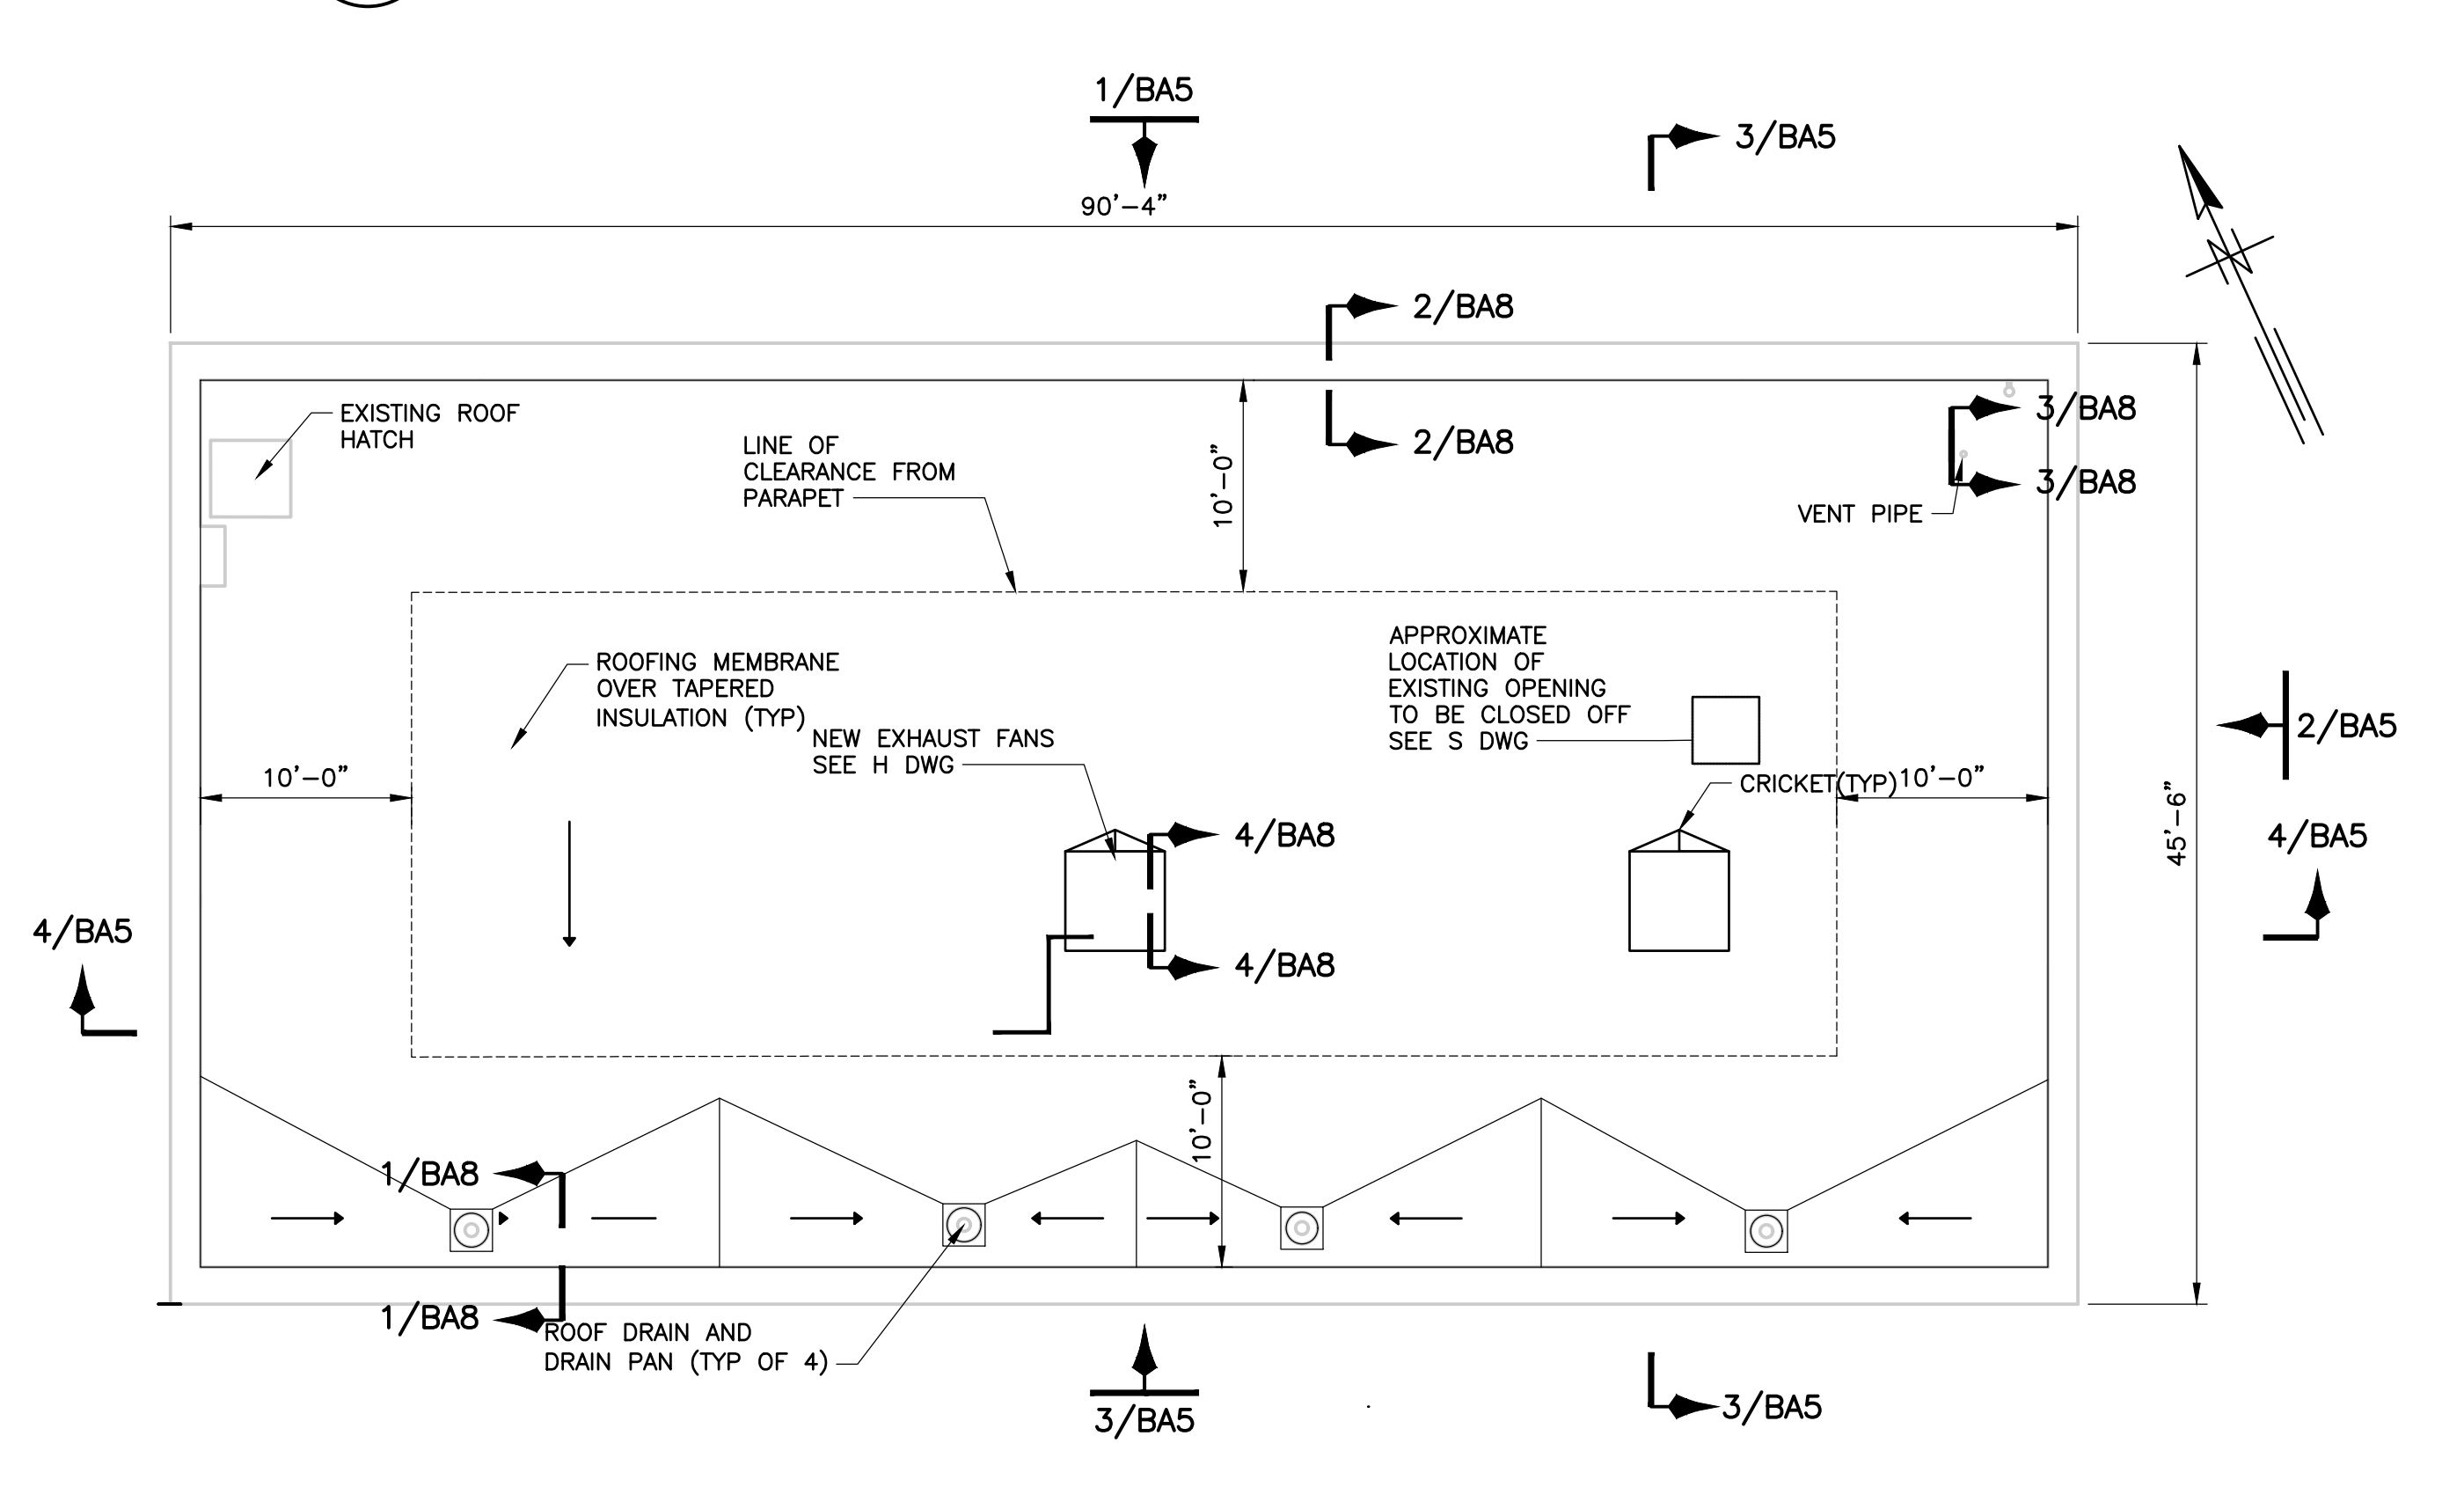 1/BA5
3/BA5
90'-4"
2/BA8
N
EXISTING ROOF
HATCH
3/BA8
LINE OF
CLEARANCE FROM
PARAPET
2/BA8
10'-0"
3/BA8
VENT PIPE
APPROXIMATE
LOCATION OF
EXISTING OPENING
TO BE CLOSED OFF
SEE S DWG
ROOFING MEMBRANE
OVER TAPERED
INSULATION (TYP)
NEW EXHAUST FANS
SEE H DWG
2/BA5
10'-0"
CRICKET(TYP)
10'-0"
45'-6"
4/BA8
4/BA5
4/BA5
4/BA8
10'-0"
1/BA8
1/BA8
ROOF DRAIN AND
DRAIN PAN (TYP OF 4)
3/BA5
3/BA5